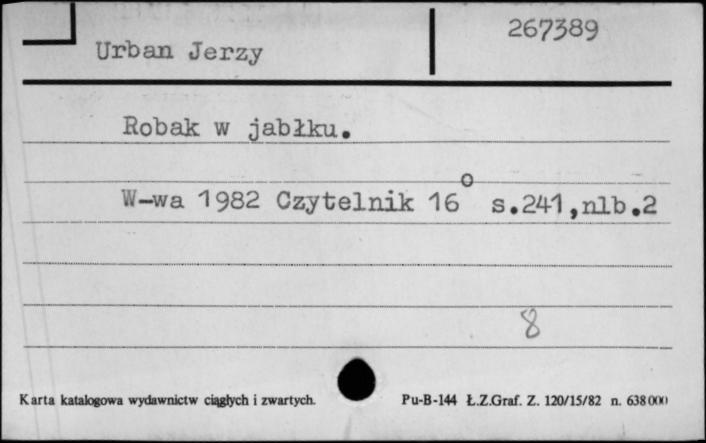 267389
Urban Jerzy
Robak w jabłku.
W-wa 1982 Czytelnik 16° s.241,nlb.2
8
Karta katalogowa wydawnictw ciągłych i zwartych. Pu-B-144 Ł.Z.Graf. Z. 120/15/82 n. 638000